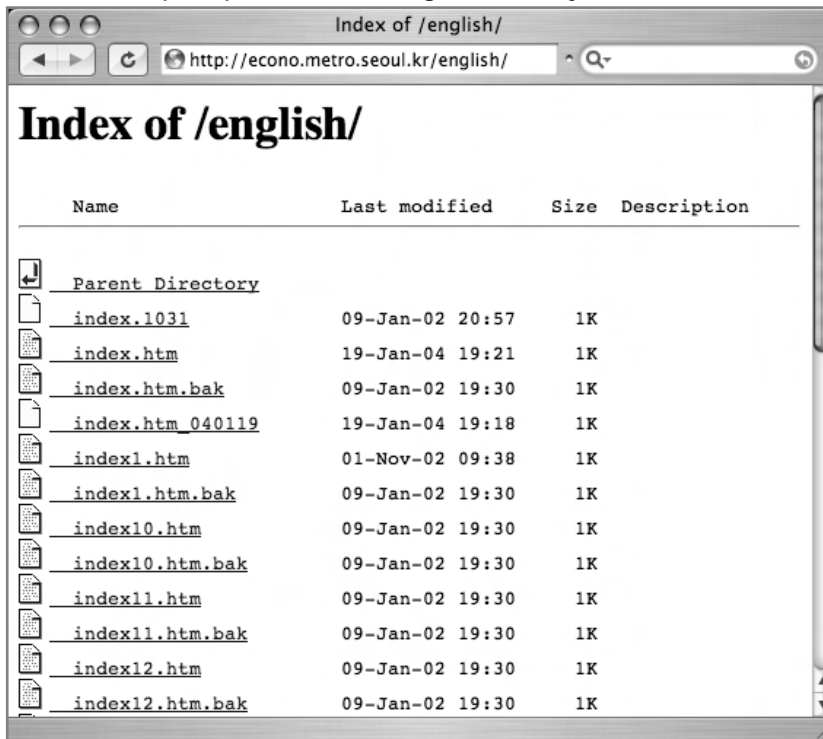 Index of /english/
http://econo.metro.seoul.kr/english/
Index of /english/
Name Last modified Size Description
Parent Directory
index.1031 09-Jan-02 20:57 1K
index.htm 19-Jan-04 19:21 1K
index.htm.bak 09-Jan-02 19:30 1K
index.htm_040119 19-Jan-04 19:18 1K
index1.htm 01-Nov-02 09:38 1K
index1.htm.bak 09-Jan-02 19:30 1K
index10.htm 09-Jan-02 19:30 1K
index10.htm.bak 09-Jan-02 19:30 1K
index11.htm 09-Jan-02 19:30 1K
index11.htm.bak 09-Jan-02 19:30 1K
index12.htm 09-Jan-02 19:30 1K
index12.htm.bak 09-Jan-02 19:30 1K